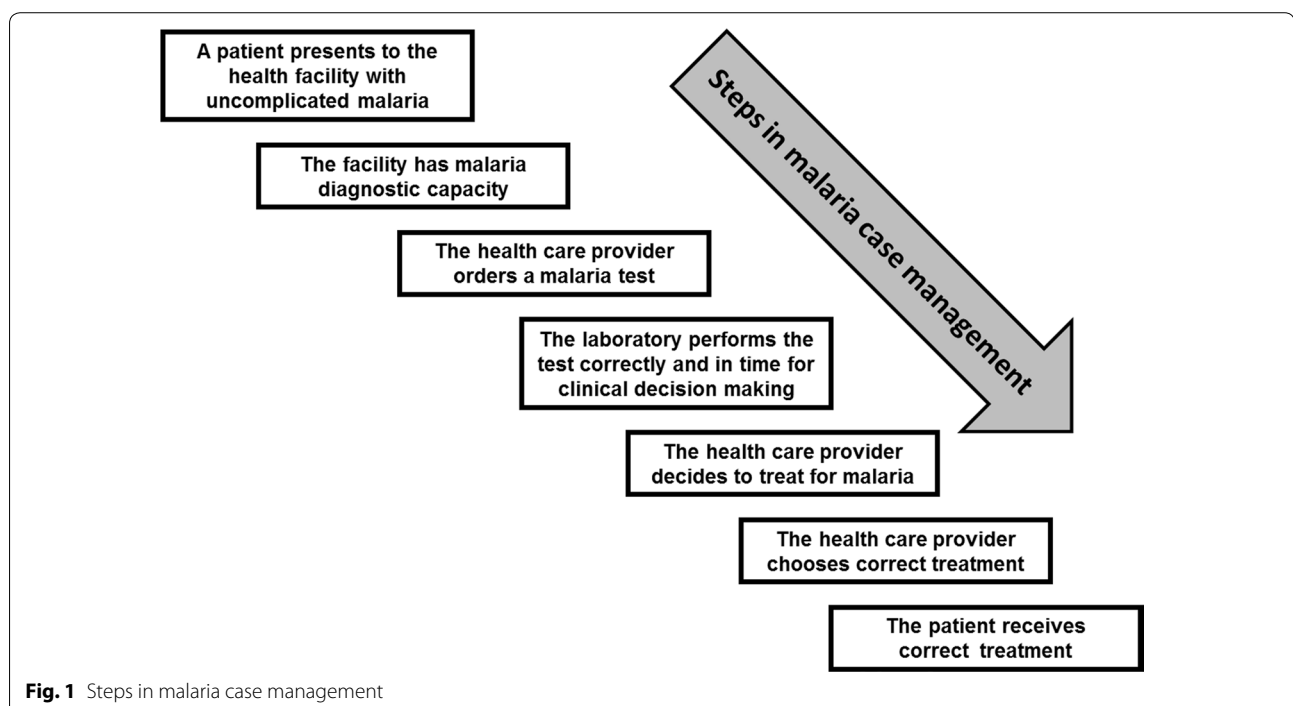 A patient presents to the
health facility with
uncomplicated malaria
Steps in malaria case management
The facility has malaria
diagnostic capacity
The health care provider
orders a malaria test
The laboratory performs the
test correctly and in time for
clinical decision making
The health care provider
decides to treat for malaria
The health care provider
chooses correct treatment
The patient receives
correct treatment
Fig. 1 Steps in malaria case management